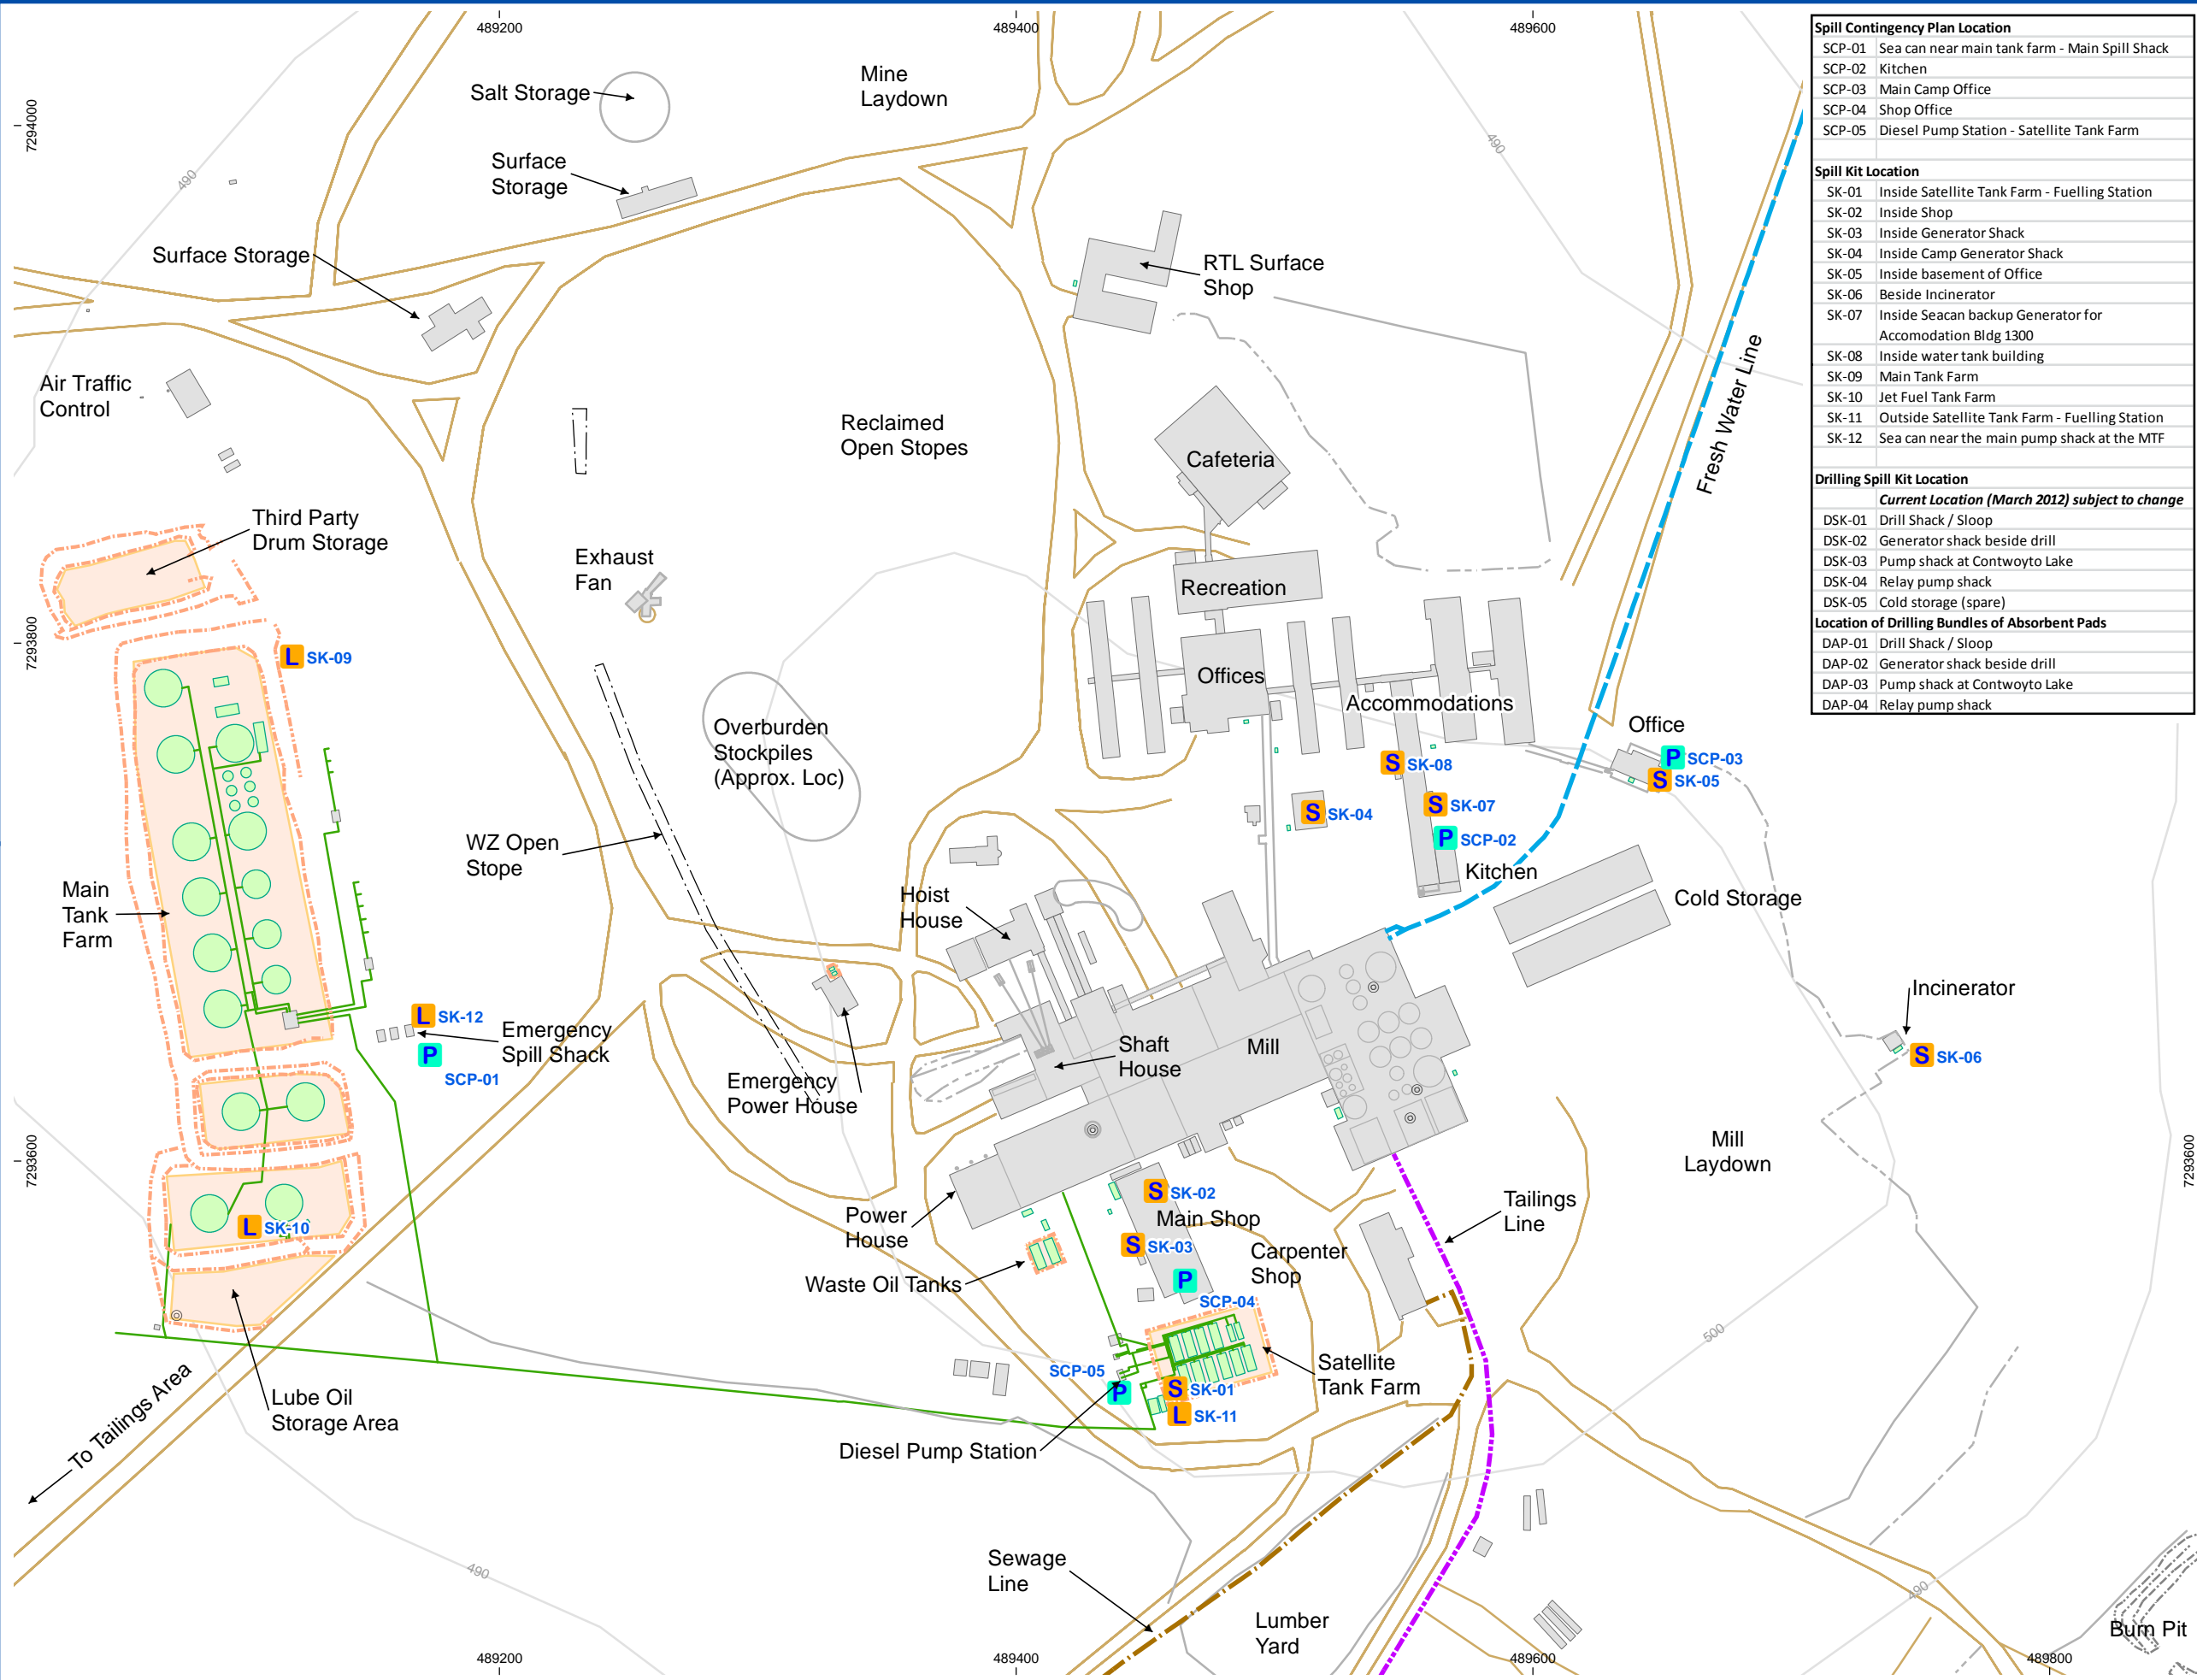 489200
489400
489600
Salt Storage
Mine
Laydown
7294000
490
490
Surface
Storage
Surface Storage
RTL Surface
Shop
Air Traffic
Control
Reclaimed
Open Stopes
Cafeteria
Fresh Water Line
Third Party
Drum Storage
Exhaust
Fan
Recreation
7293800
L SK-09
Offices
Accommodations
Office
P SCP-03
S SK-05
Overburden
Stockpiles
(Approx. Loc)
S SK-08
S SK-07
S SK-04
P SCP-02
Kitchen
WZ Open
Stope
Main
Tank
Farm
Hoist
House
Cold Storage
Incinerator
L SK-12
Emergency
Spill Shack
P
SCP-01
Shaft
House
Mill
S SK-06
Emergency
Power House
Mill
Laydown
7293600
7293600
S SK-02
Main Shop
Tailings
Line
Power
House
L SK-10
S SK-03
Carpenter
Shop
Waste Oil Tanks
P
SCP-04
500
SCP-05
P
S SK-01
L SK-11
Satellite
Tank Farm
Lube Oil
Storage Area
To Tailings Area
Diesel Pump Station
490
Sewage
Line
Lumber
Yard
490
Burn Pit
489200
489400
489600
489800
Spill Contingency Plan Location
SCP-01 Sea can near main tank farm - Main Spill Shack
SCP-02 Kitchen
SCP-03 Main Camp Office
SCP-04 Shop Office
SCP-05 Diesel Pump Station - Satellite Tank Farm
Spill Kit Location
SK-01 Inside Satellite Tank Farm - Fuelling Station
SK-02 Inside Shop
SK-03 Inside Generator Shack
SK-04 Inside Camp Generator Shack
SK-05 Inside basement of Office
SK-06 Beside Incinerator
SK-07 Inside Seacan backup Generator for
Accomodation Bldg 1300
SK-08 Inside water tank building
SK-09 Main Tank Farm
SK-10 Jet Fuel Tank Farm
SK-11 Outside Satellite Tank Farm - Fuelling Station
SK-12 Sea can near the main pump shack at the MTF
Drilling Spill Kit Location
Current Location (March 2012) subject to change
DSK-01 Drill Shack / Sloop
DSK-02 Generator shack beside drill
DSK-03 Pump shack at Contwoyto Lake
DSK-04 Relay pump shack
DSK-05 Cold storage (spare)
Location of Drilling Bundles of Absorbent Pads
DAP-01 Drill Shack / Sloop
DAP-02 Generator shack beside drill
DAP-03 Pump shack at Contwoyto Lake
DAP-04 Relay pump shack